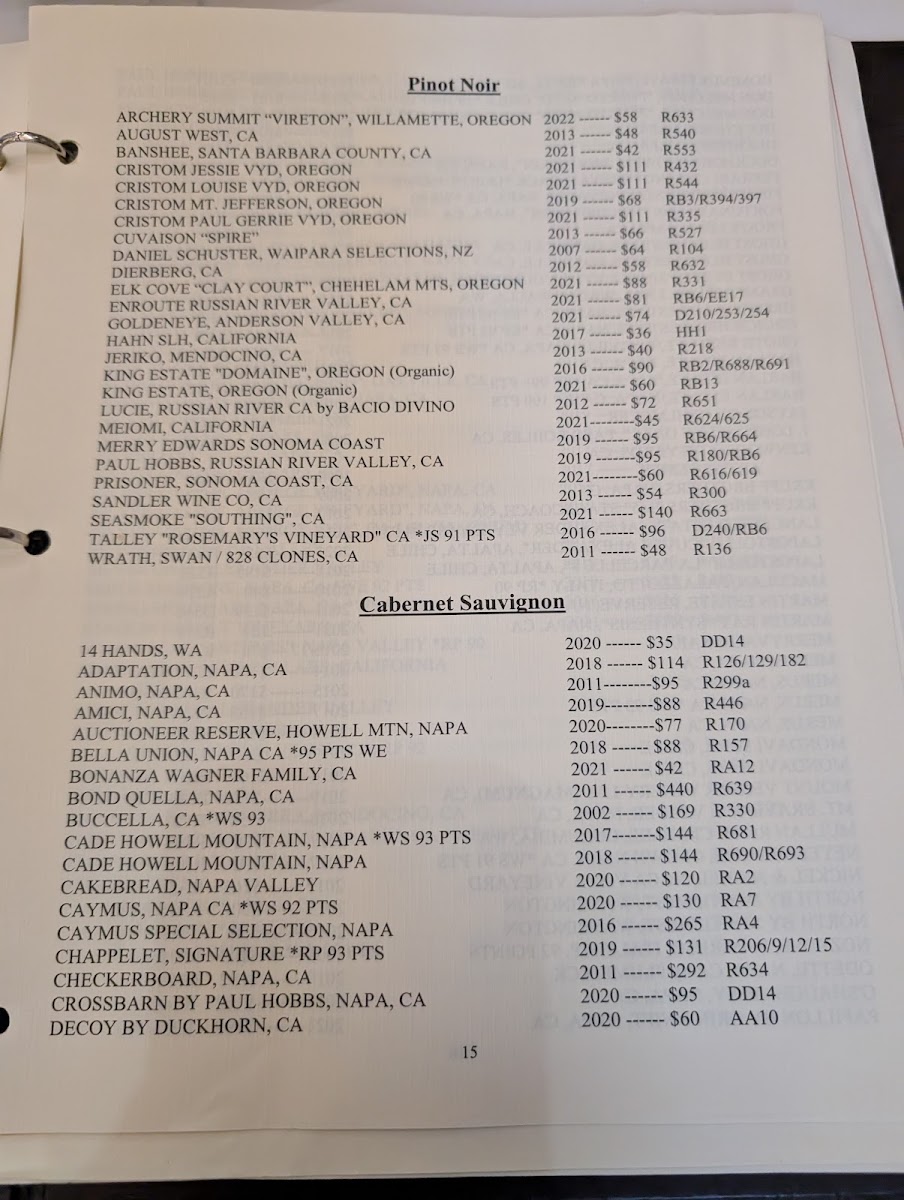 Pinot Noir
ARCHERY SUMMIT “VIRETON”, WILLAMETTE, OREGON 2022 ------ $58 R633
AUGUST WEST, CA 2013 ------ $48 R540
BANSHEE, SANTA BARBARA COUNTY, CA 2021 ------ $42 R553
CRISTOM JESSIE VYD, OREGON 2021 ------ $111 R432
CRISTOM LOUISE VYD, OREGON 2021 ------ $111 R544
CRISTOM MT. JEFFERSON, OREGON 2019 ------ $68 RB3/R394/397
CRISTOM PAUL GERRIE VYD, OREGON 2021 ------ $111 R335
CUVAISON “SPIRE” 2013 ------ $66 R527
DANIEL SCHUSTER, WAIPARA SELECTIONS, NZ 2007 ------ $64 R104
DIERBERG, CA 2012 ------ $58 R632
ELK COVE “CLAY COURT”, CHEHELAM MTS, OREGON 2021 ------ $88 R331
ENROUTE RUSSIAN RIVER VALLEY, CA 2021 ------ $81 RB6/EE17
GOLDENEYE, ANDERSON VALLEY, CA 2021 ------ $74 D210/253/254
HAHN SLH, CALIFORNIA 2017 ------ $36 HH1
JERIKO, MENDOCINO, CA 2013 ------ $40 R218
KING ESTATE "DOMAINE", OREGON (Organic) 2016 ------ $90 RB2/R688/R691
KING ESTATE, OREGON (Organic) 2021 ------ $60 RB13
LUCIE, RUSSIAN RIVER CA by BACIO DIVINO 2012 ------ $72 R651
MEIOMI, CALIFORNIA 2021--------$45 R624/625
MERRY EDWARDS SONOMA COAST 2019 ------ $95 RB6/R664
PAUL HOBBS, RUSSIAN RIVER VALLEY, CA 2019 -------$95 R180/RB6
PRISONER, SONOMA COAST, CA 2021--------$60 R616/619
SANDLER WINE CO, CA 2013 ------ $54 R300
SEASMOKE "SOUTHING", CA 2021 ------ $140 R663
TALLEY "ROSEMARY'S VINEYARD" CA *JS 91 PTS 2016 ------ $96 D240/RB6
WRATH, SWAN / 828 CLONES, CA 2011 ------ $48 R136
Cabernet Sauvignon
14 HANDS, WA 2020 ------ $35 DD14
ADAPTATION, NAPA, CA 2018 ------ $114 R126/129/182
ANIMO, NAPA, CA 2011--------$95 R299a
AMICI, NAPA, CA 2019--------$88 R446
AUCTIONEER RESERVE, HOWELL MTN, NAPA 2020--------$77 R170
BELLA UNION, NAPA CA *95 PTS WE 2018 ------ $88 R157
BONANZA WAGNER FAMILY, CA 2021 ------ $42 RA12
BOND QUELLA, NAPA, CA 2011 ------ $440 R639
BUCCELLA, CA *WS 93 2002 ------ $169 R330
CADE HOWELL MOUNTAIN, NAPA *WS 93 PTS 2017-------$144 R681
CADE HOWELL MOUNTAIN, NAPA 2018 ------ $144 R690/R693
CAKEBREAD, NAPA VALLEY 2020 ------ $120 RA2
CAYMUS, NAPA CA *WS 92 PTS 2020 ------ $130 RA7
CAYMUS SPECIAL SELECTION, NAPA 2016 ------ $265 RA4
CHAPPELET, SIGNATURE *RP 93 PTS 2019 ------ $131 R206/9/12/15
CHECKERBOARD, NAPA, CA 2011 ------ $292 R634
CROSSBARN BY PAUL HOBBS, NAPA, CA 2020 ------ $95 DD14
DECOY BY DUCKHORN, CA 2020 ------ $60 AA10
15